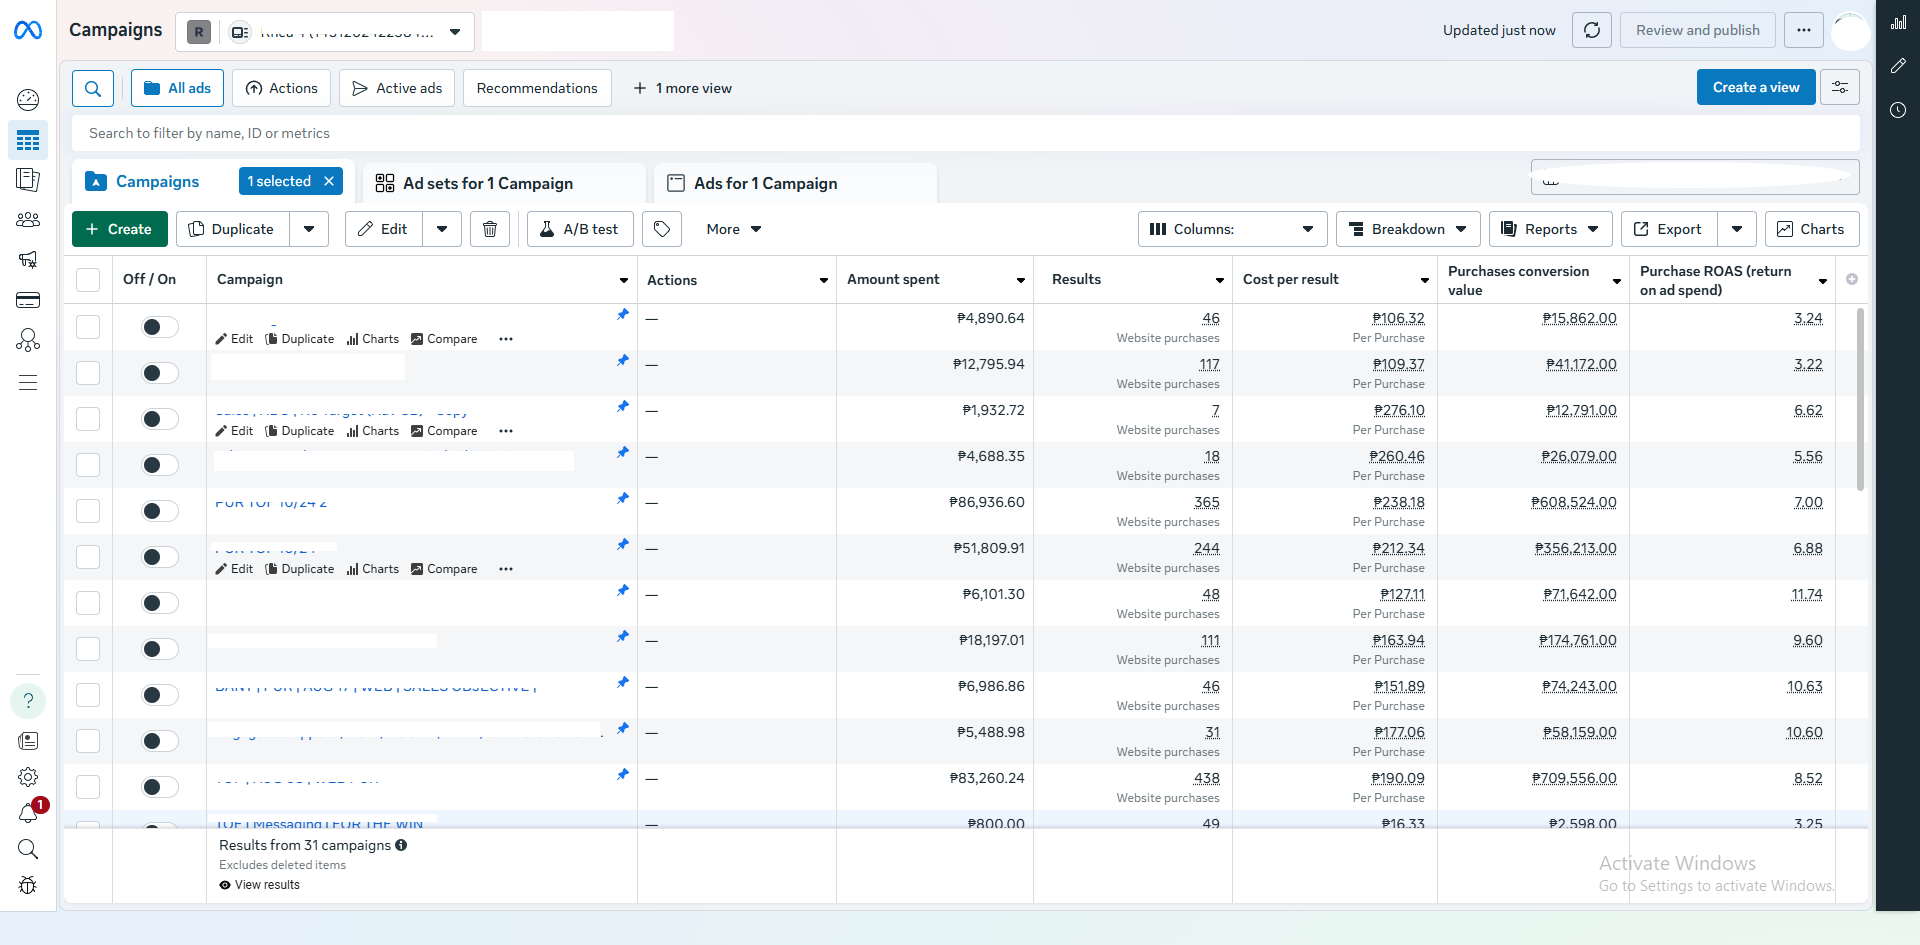 Campaigns
R
Updated just now
Review and publish
All ads
Actions
Active ads
Recommendations
+ 1 more view
Create a view
Search to filter by name, ID or metrics
Campaigns
1 selected ×
Ad sets for 1 Campaign
Ads for 1 Campaign
+ Create
Duplicate
Edit
A/B test
More
Columns:
Breakdown
Reports
Export
Charts
Off / On
Campaign
Actions
Amount spent
Results
Cost per result
Purchases conversion value
Purchase ROAS (return on ad spend)
— ₱4,890.64 46 ₱106.32 ₱15,862.00 3.24
Edit Duplicate Charts Compare ... Website purchases Per Purchase
— ₱12,795.94 117 ₱109.37 ₱41,172.00 3.22
Website purchases Per Purchase
— ₱1,932.72 7 ₱276.10 ₱12,791.00 6.62
Edit Duplicate Charts Compare ... Website purchases Per Purchase
— ₱4,688.35 18 ₱260.46 ₱26,079.00 5.56
Website purchases Per Purchase
PUR TOF 10/24 2 — ₱86,936.60 365 ₱238.18 ₱608,524.00 7.00
Website purchases Per Purchase
— ₱51,809.91 244 ₱212.34 ₱356,213.00 6.88
Edit Duplicate Charts Compare ... Website purchases Per Purchase
— ₱6,101.30 48 ₱127.11 ₱71,642.00 11.74
Website purchases Per Purchase
— ₱18,197.01 111 ₱163.94 ₱174,761.00 9.60
Website purchases Per Purchase
| PUR | AUG 17 | WEB | SALES OBJECTIVE | — ₱6,986.86 46 ₱151.89 ₱74,243.00 10.63
Website purchases Per Purchase
— ₱5,488.98 31 ₱177.06 ₱58,159.00 10.60
Website purchases Per Purchase
— ₱83,260.24 438 ₱190.09 ₱709,556.00 8.52
Website purchases Per Purchase
TOF | Messaging | FOR THE WIN — ₱800.00 49 ₱16.33 ₱2,598.00 3.25
Results from 31 campaigns
Excludes deleted items
View results
?
1
Activate Windows
Go to Settings to activate Windows.